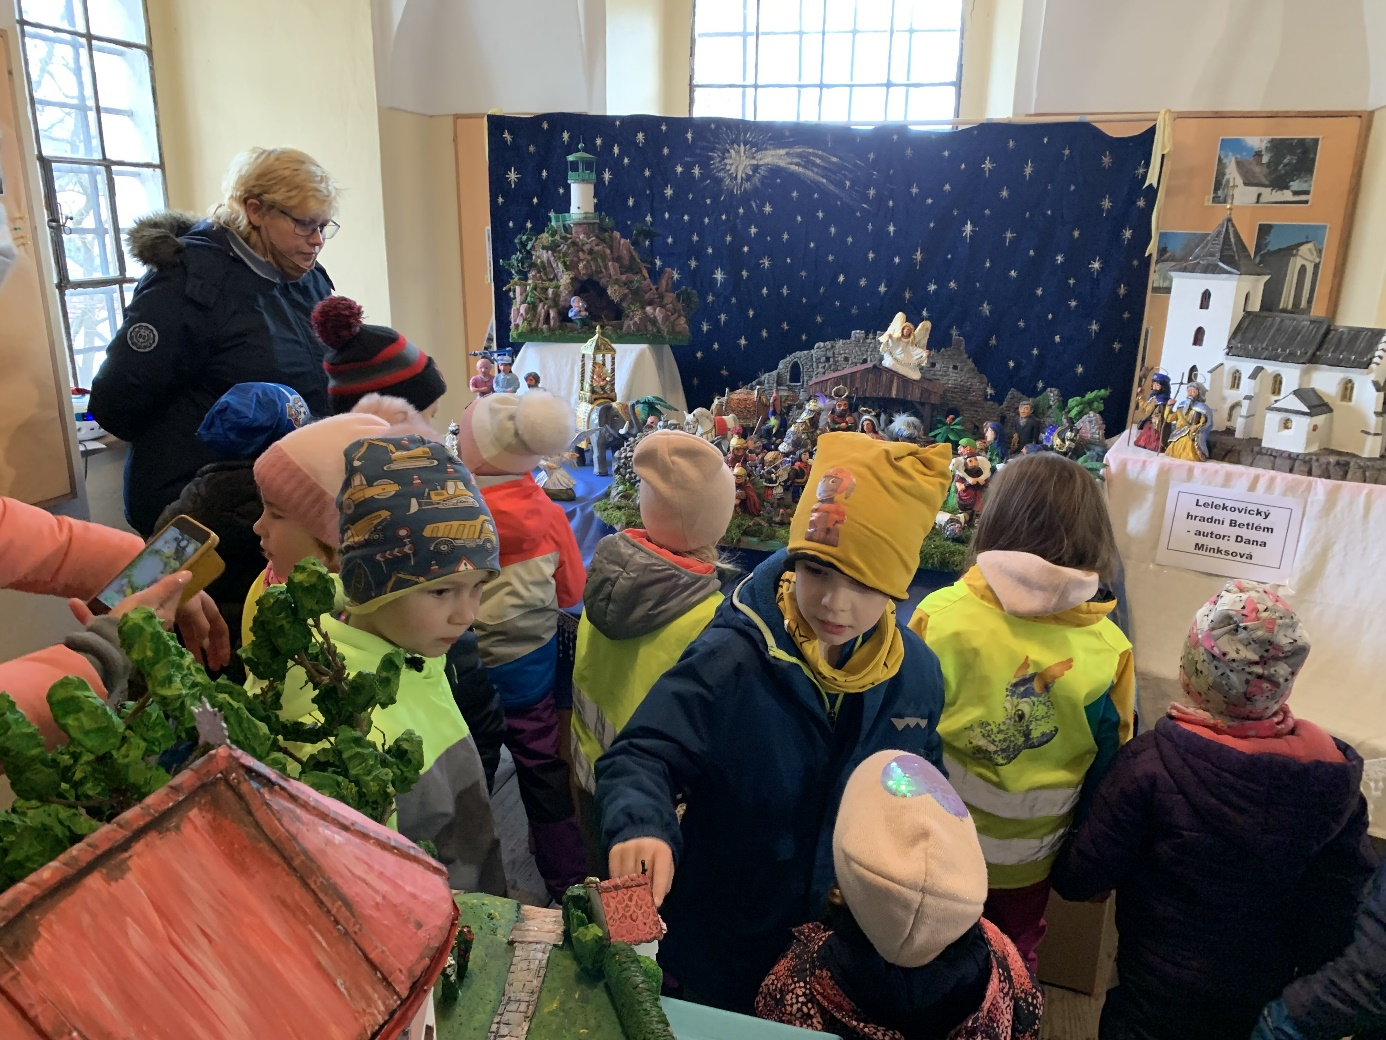 Lelekovický
hradní Betlém
- autor: Dana
Minksová